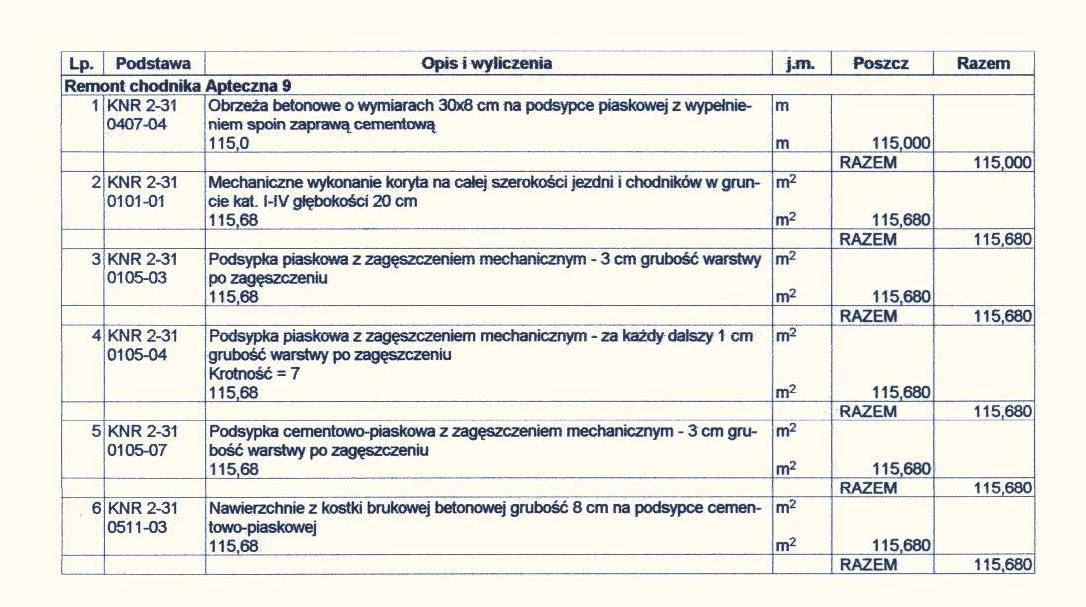 Lp. Podstawa Opis i wyliczenia j.m. Poszcz Razem
Remont chodnika Apteczna 9
1 KNR 2-31 Obrzeża betonowe o wymiarach 30x8 cm na podsypce piaskowej z wypełnie- m
0407-04 niem spoin zaprawą cementową
115,0 m 115,000
RAZEM 115,000
2 KNR 2-31 Mechaniczne wykonanie koryta na całej szerokości jezdni i chodników w grun- m²
0101-01 cie kat. I-IV głębokości 20 cm
115,68 m² 115,680
RAZEM 115,680
3 KNR 2-31 Podsypka piaskowa z zagęszczeniem mechanicznym - 3 cm grubość warstwy m²
0105-03 po zagęszczeniu
115,68 m² 115,680
RAZEM 115,680
4 KNR 2-31 Podsypka piaskowa z zagęszczeniem mechanicznym - za każdy dalszy 1 cm m²
0105-04 grubość warstwy po zagęszczeniu
Krotność = 7
115,68 m² 115,680
RAZEM 115,680
5 KNR 2-31 Podsypka cementowo-piaskowa z zagęszczeniem mechanicznym - 3 cm gru- m²
0105-07 bość warstwy po zagęszczeniu
115,68 m² 115,680
RAZEM 115,680
6 KNR 2-31 Nawierzchnie z kostki brukowej betonowej grubość 8 cm na podsypce cemen- m²
0511-03 towo-piaskowej
115,68 m² 115,680
RAZEM 115,680